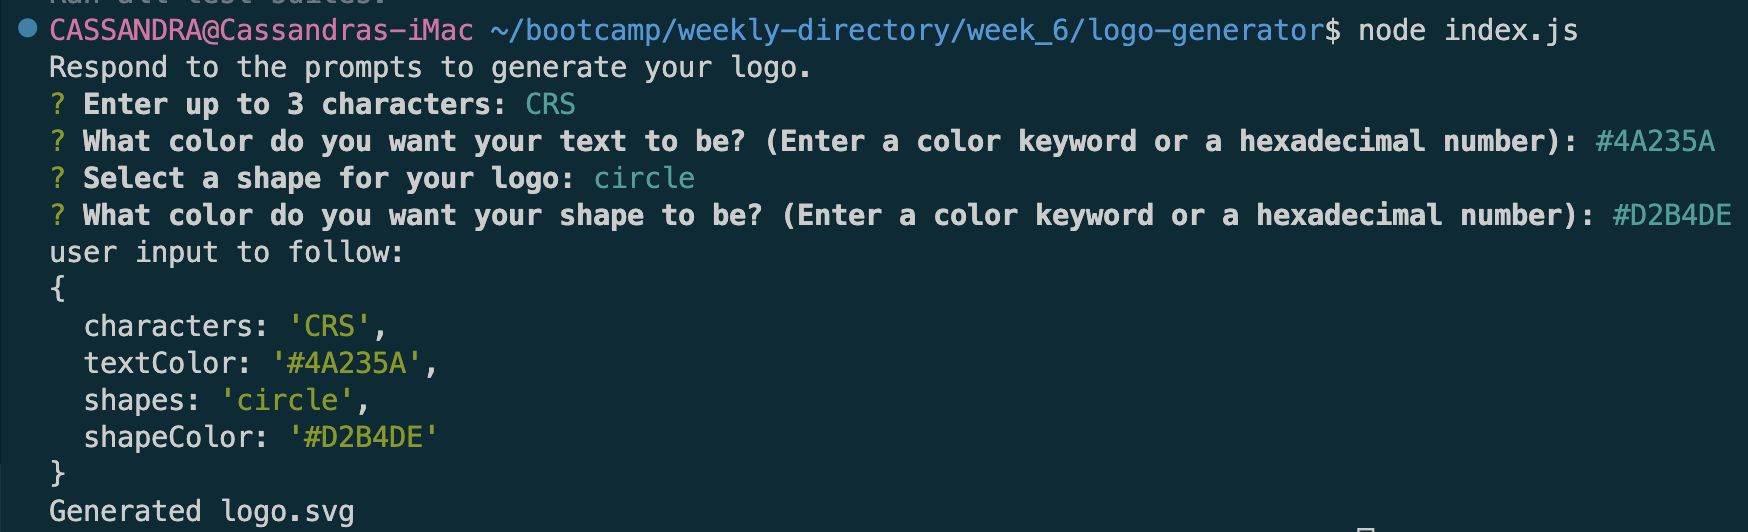 Ran all test suites.
CASSANDRA@Cassandras-iMac ~/bootcamp/weekly-directory/week_6/logo-generator$ node index.js
Respond to the prompts to generate your logo.
? Enter up to 3 characters: CRS
? What color do you want your text to be? (Enter a color keyword or a hexadecimal number): #4A235A
? Select a shape for your logo: circle
? What color do you want your shape to be? (Enter a color keyword or a hexadecimal number): #D2B4DE
user input to follow:
{
  characters: 'CRS',
  textColor: '#4A235A',
  shapes: 'circle',
  shapeColor: '#D2B4DE'
}
Generated logo.svg